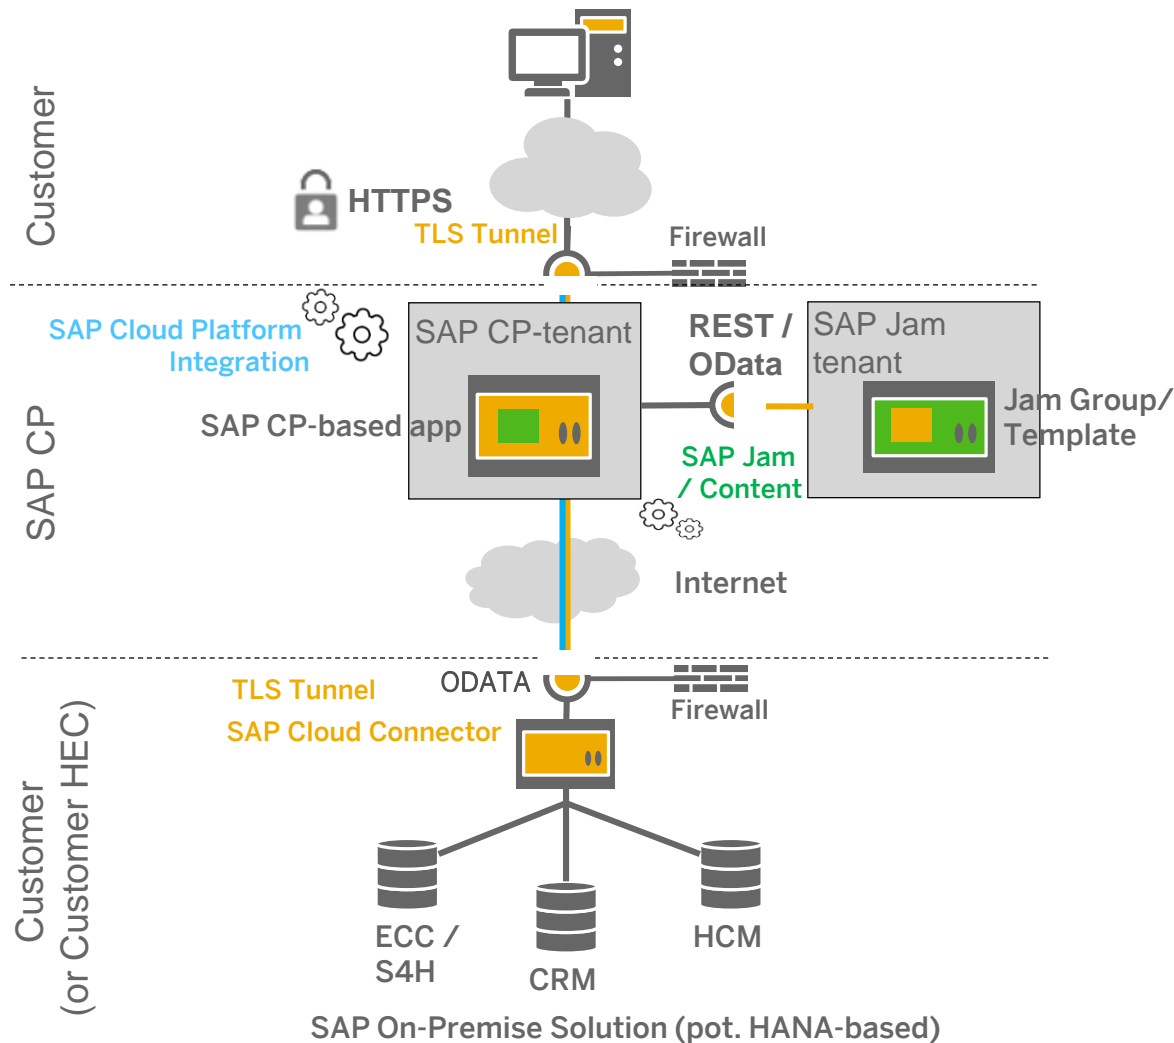 Customer
HTTPS
TLS Tunnel
Firewall
SAP CP
SAP Cloud Platform
Integration
SAP CP-tenant
REST /
OData
SAP Jam
tenant
SAP CP-based app
Jam Group/
Template
SAP Jam
/ Content
Internet
Customer
(or Customer HEC)
TLS Tunnel
ODATA
Firewall
SAP Cloud Connector
ECC /
S4H
CRM
HCM
SAP On-Premise Solution (pot. HANA-based)